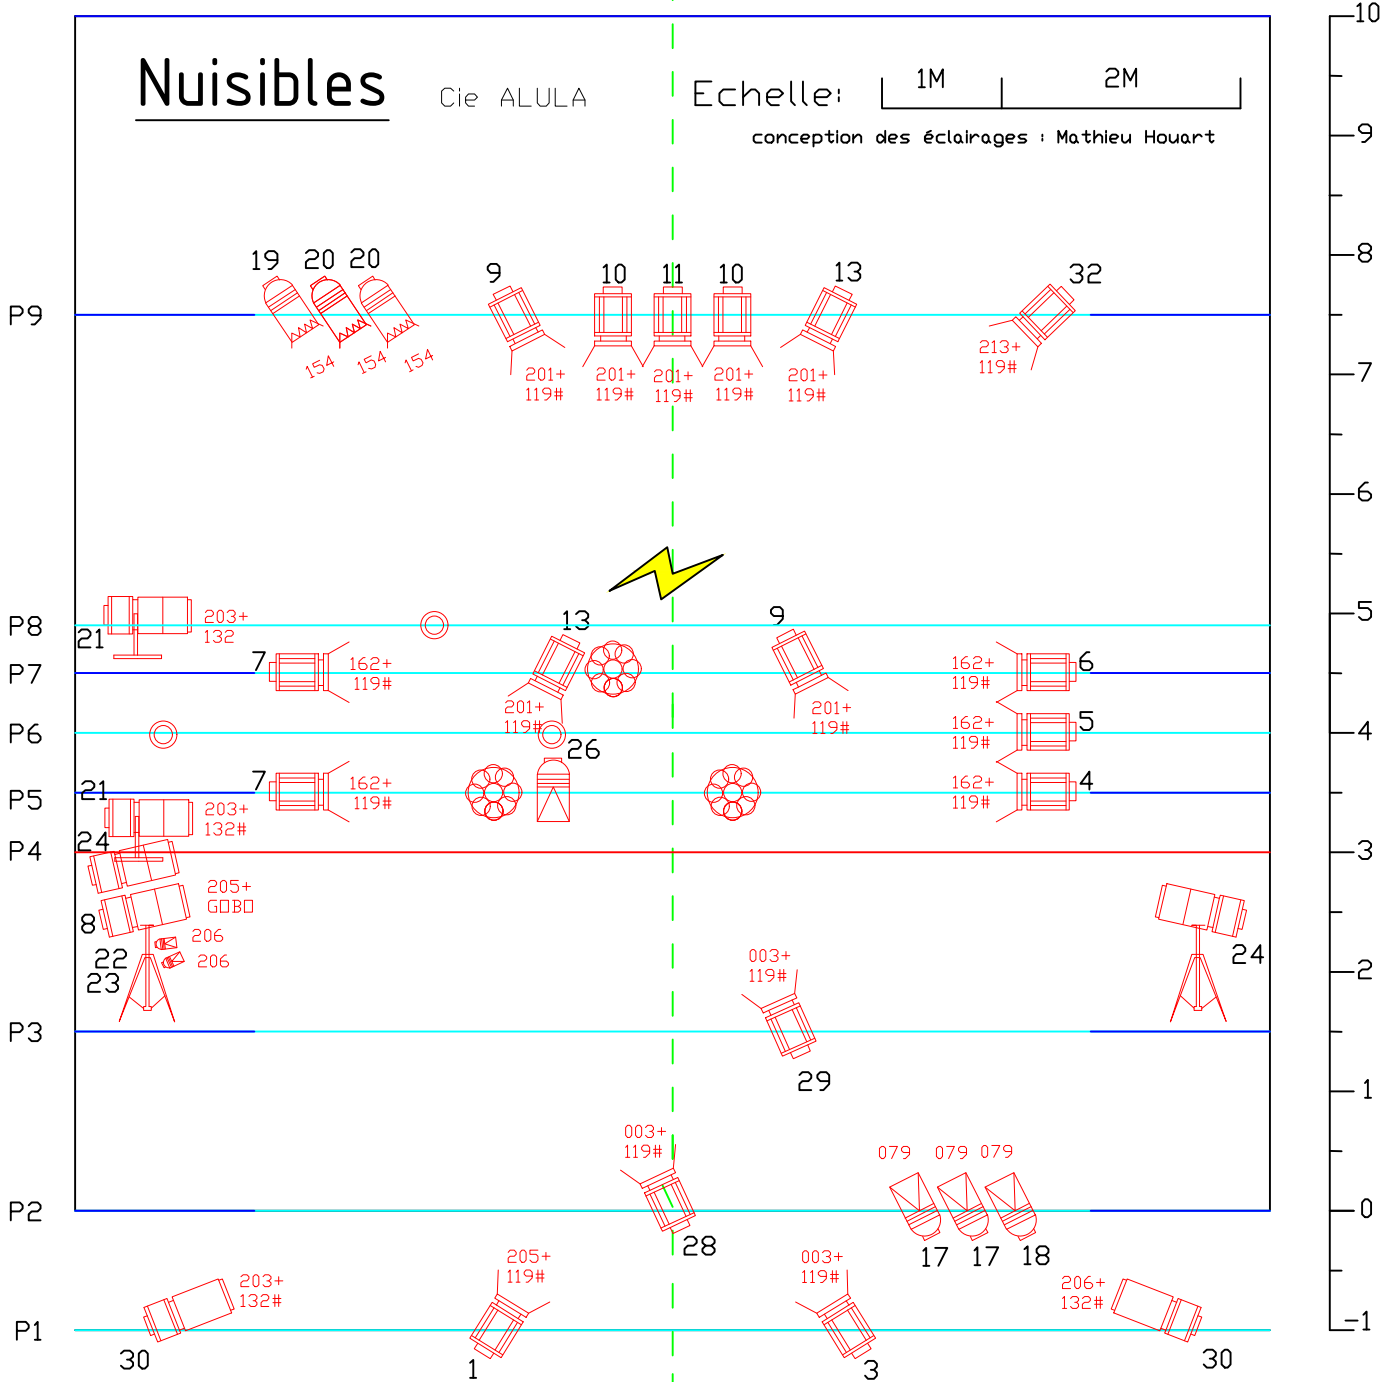 10
Nuisibles Cie ALULA Echelle: 1M 2M
conception des éclairages : Mathieu Houart
9
8
19 20 20 9 10 11 10 13 32
P9
154 154 154
213+
119#
7
201+ 201+ 201+ 201+ 201+
119# 119# 119# 119# 119#
6
5
P8 21 203+ 13 9
132
P7 7 162+ 162+ 6
119# 119#
201+ 201+
119# 119#
P6 162+ 5 4
119#
26
P5 21 7 162+ 162+ 4
119# 119#
203+
132#
P4 24 3
205+
GOBO
8
206
22 206 24
23
2
003+
119#
P3
29
1
003+
119#
079 079 079
P2 0
28 17 17 18
205+ 003+
119# 119#
203+ 206+
132# 132#
P1 -1
30 1 3 30